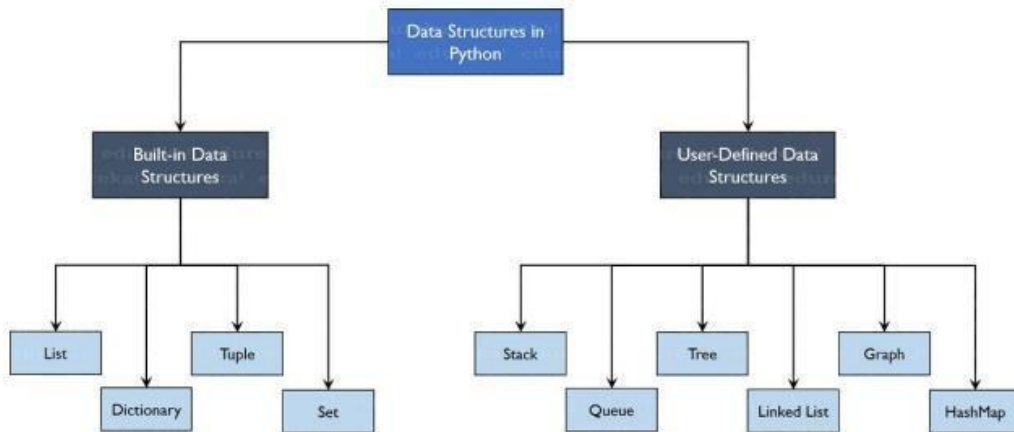 Data Structures in
Python
Built-in Data
Structures
User-Defined Data
Structures
List
Tuple
Stack
Tree
Graph
Dictionary
Set
Queue
Linked List
HashMap